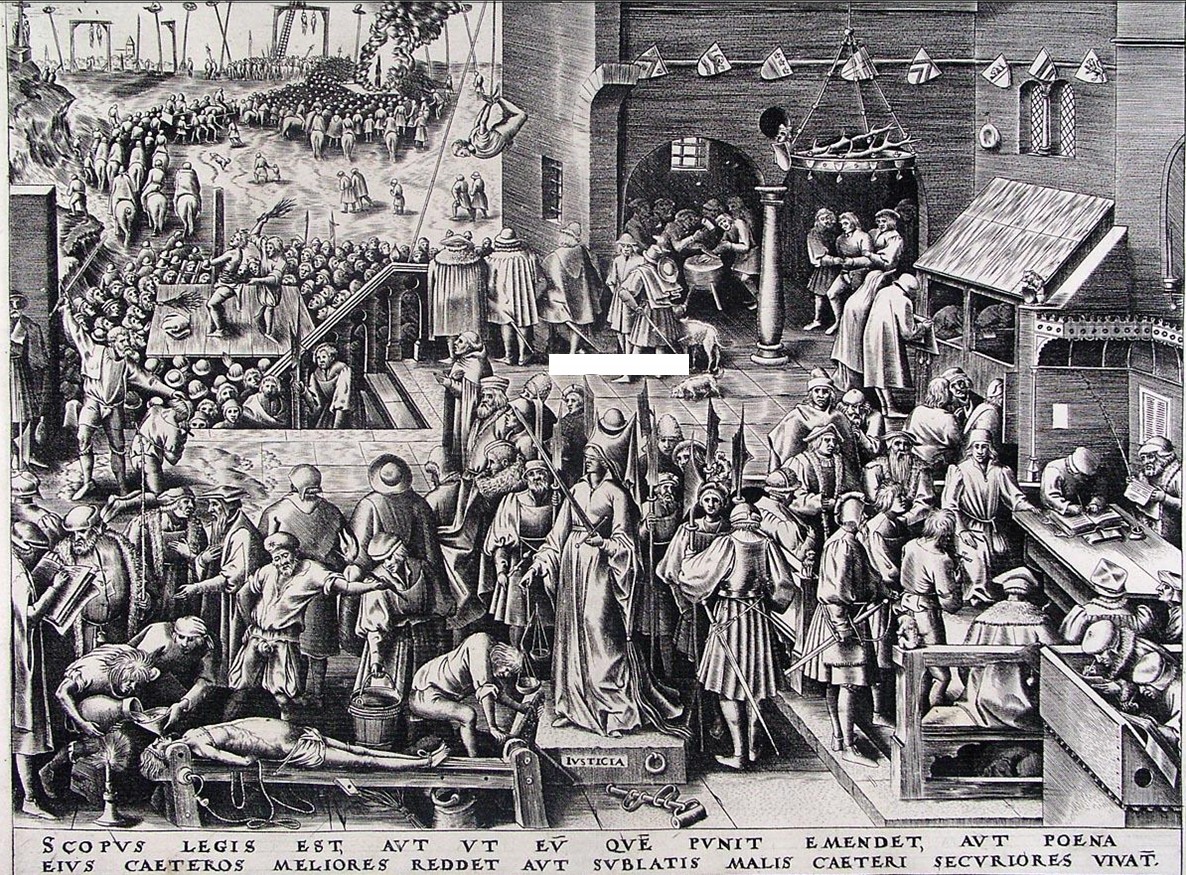 IVSTICIA
SCOPVS LEGIS EST, AVT VT EV̄ QVĒ PVNIT EMENDET, AVT POENA
EIVS CAETEROS MELIORES REDDET AVT SVBLATIS MALIS CAETERI SECVRIORES VIVAT̄.